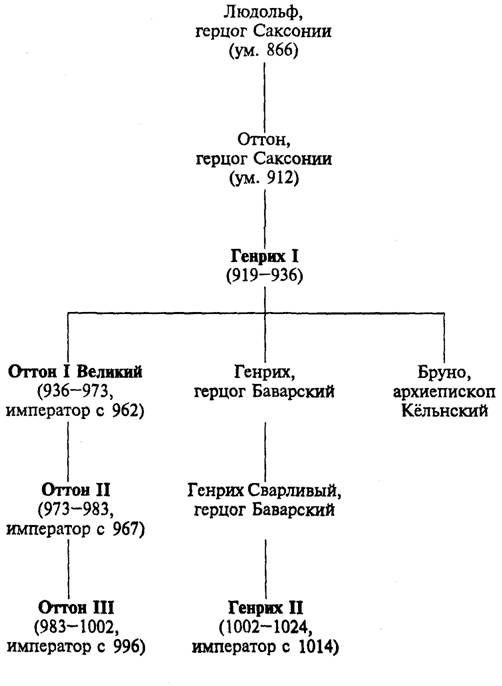 Людольф,
герцог Саксонии
(ум. 866)
Оттон,
герцог Саксонии
(ум. 912)
Генрих I
(919—936)
Оттон I Великий
(936—973,
император с 962)
Генрих,
герцог Баварский
Бруно,
архиепископ
Кёльнский
Оттон II
(973—983,
император с 967)
Генрих Сварливый,
герцог Баварский
Оттон III
(983—1002,
император с 996)
Генрих II
(1002—1024,
император с 1014)